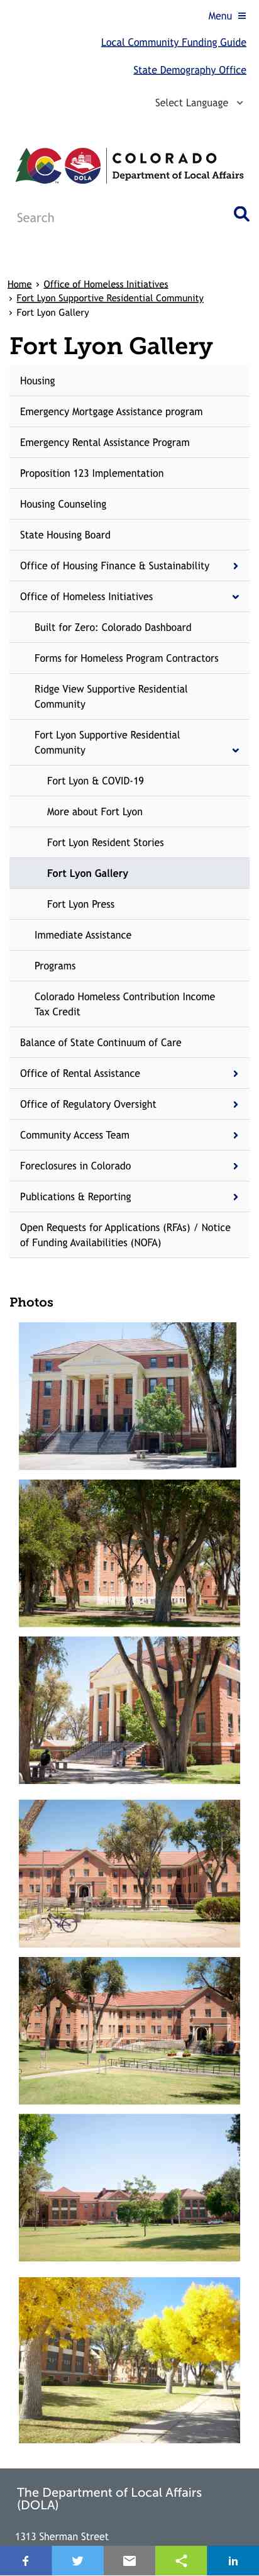 Menu
Local Community Funding Guide
State Demography Office
Select Language
DOLA
COLORADO
Department of Local Affairs
Search
Home › Office of Homeless Initiatives
› Fort Lyon Supportive Residential Community
› Fort Lyon Gallery
Fort Lyon Gallery
Housing
Emergency Mortgage Assistance program
Emergency Rental Assistance Program
Proposition 123 Implementation
Housing Counseling
State Housing Board
Office of Housing Finance & Sustainability
Office of Homeless Initiatives
Built for Zero: Colorado Dashboard
Forms for Homeless Program Contractors
Ridge View Supportive Residential
Community
Fort Lyon Supportive Residential
Community
Fort Lyon & COVID-19
More about Fort Lyon
Fort Lyon Resident Stories
Fort Lyon Gallery
Fort Lyon Press
Immediate Assistance
Programs
Colorado Homeless Contribution Income
Tax Credit
Balance of State Continuum of Care
Office of Rental Assistance
Office of Regulatory Oversight
Community Access Team
Foreclosures in Colorado
Publications & Reporting
Open Requests for Applications (RFAs) / Notice
of Funding Availabilities (NOFA)
Photos
The Department of Local Affairs
(DOLA)
1313 Sherman Street